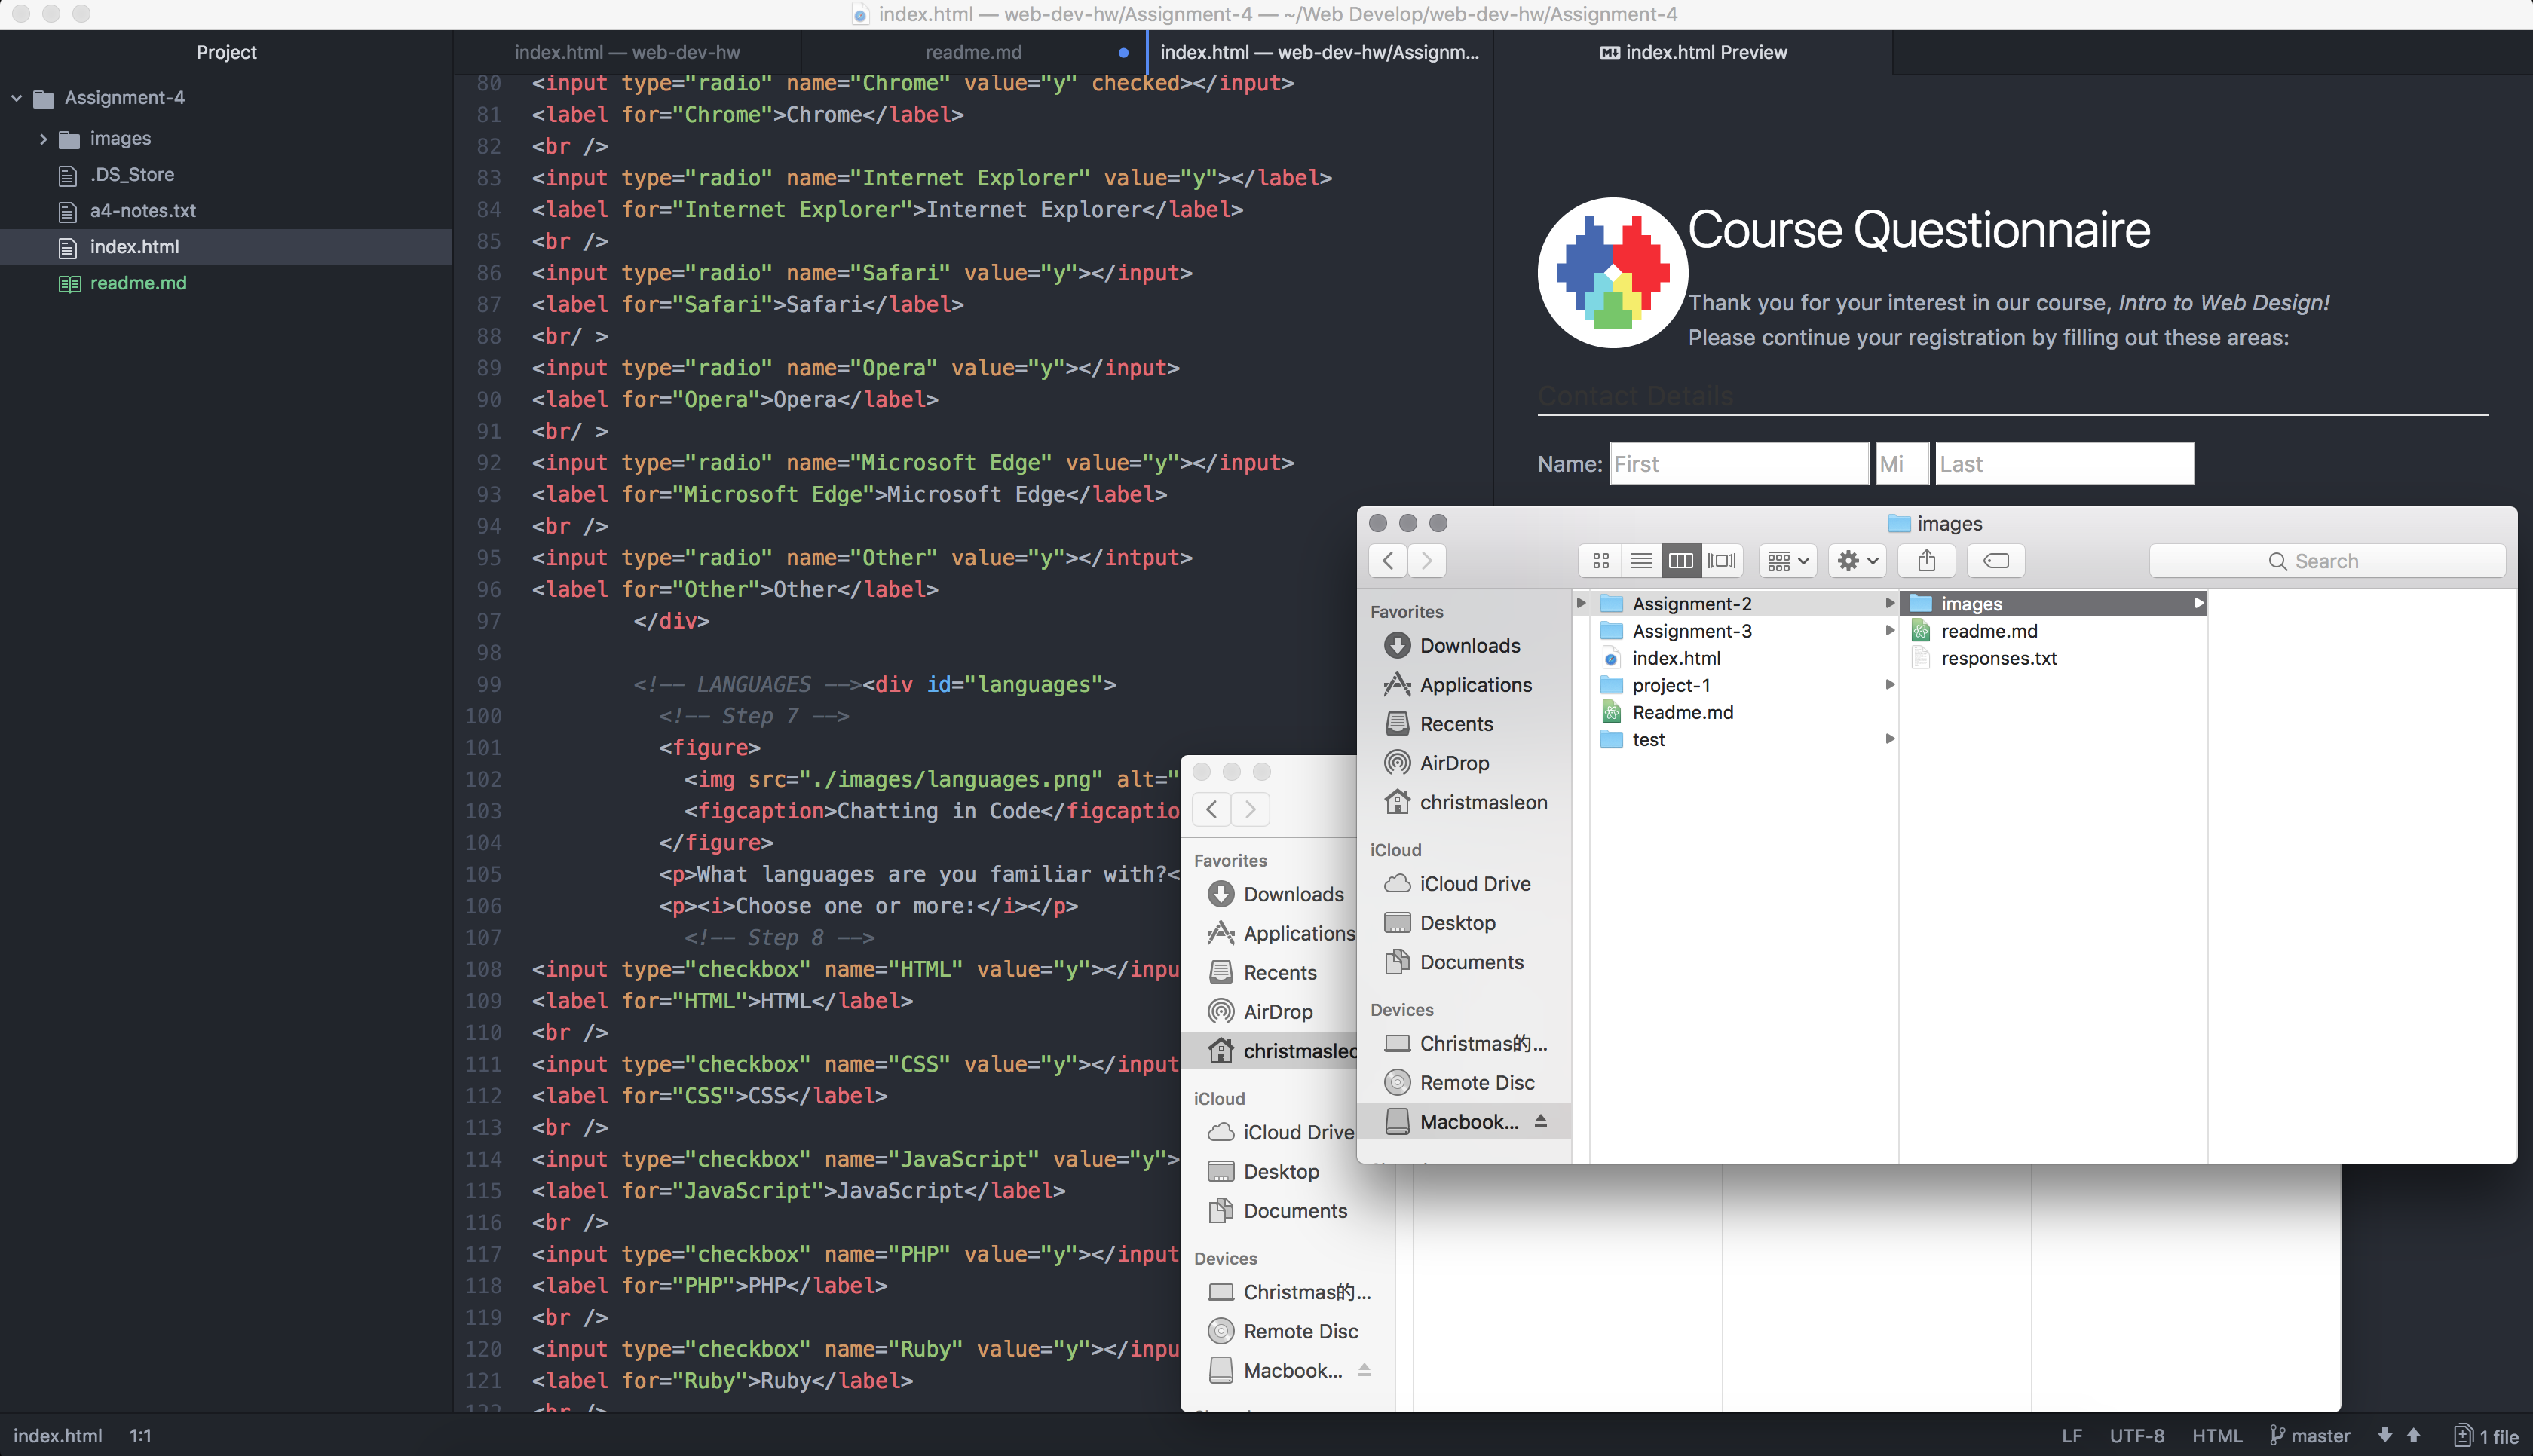 index.html — web-dev-hw/Assignment-4 — ~/Web Develop/web-dev-hw/Assignment-4
Project
index.html — web-dev-hw
readme.md
index.html — web-dev-hw/Assignm...
index.html Preview
Assignment-4
images
.DS_Store
a4-notes.txt
index.html
readme.md
80 <input type="radio" name="Chrome" value="y" checked></input>
81 <label for="Chrome">Chrome</label>
82 <br />
83 <input type="radio" name="Internet Explorer" value="y"></label>
84 <label for="Internet Explorer">Internet Explorer</label>
85 <br />
86 <input type="radio" name="Safari" value="y"></input>
87 <label for="Safari">Safari</label>
88 <br/ >
89 <input type="radio" name="Opera" value="y"></input>
90 <label for="Opera">Opera</label>
91 <br/ >
92 <input type="radio" name="Microsoft Edge" value="y"></input>
93 <label for="Microsoft Edge">Microsoft Edge</label>
94 <br />
95 <intput type="radio" name="Other" value="y"></intput>
96 <label for="Other">Other</label>
97 </div>
98
99 <!-- LANGUAGES --><div id="languages">
100 <!-- Step 7 -->
101 <figure>
102 <img src="./images/languages.png" alt="
103 <figcaption>Chatting in Code</figcaptio
104 </figure>
105 <p>What languages are you familiar with?<
106 <p><i>Choose one or more:</i></p>
107 <!-- Step 8 -->
108 <input type="checkbox" name="HTML" value="y"></inpu
109 <label for="HTML">HTML</label>
110 <br />
111 <input type="checkbox" name="CSS" value="y"></input
112 <label for="CSS">CSS</label>
113 <br />
114 <input type="checkbox" name="JavaScript" value="y">
115 <label for="JavaScript">JavaScript</label>
116 <br />
117 <input type="checkbox" name="PHP" value="y"></input
118 <label for="PHP">PHP</label>
119 <br />
120 <input type="checkbox" name="Ruby" value="y"></inpu
121 <label for="Ruby">Ruby</label>
122 <br />
Course Questionnaire
Thank you for your interest in our course, Intro to Web Design!
Please continue your registration by filling out these areas:
Contact Details
Name: First Mi Last
images
Search
Favorites
Downloads
Applications
Recents
AirDrop
christmasleon
iCloud
iCloud Drive
Desktop
Documents
Devices
Christmas的...
Remote Disc
Macbook...
Assignment-2
Assignment-3
index.html
project-1
Readme.md
test
images
readme.md
responses.txt
Favorites
Downloads
Applications
Recents
AirDrop
christmasleo
iCloud
iCloud Drive
Desktop
Documents
Devices
Christmas的...
Remote Disc
Macbook...
index.html 1:1
LF UTF-8 HTML master 1 file